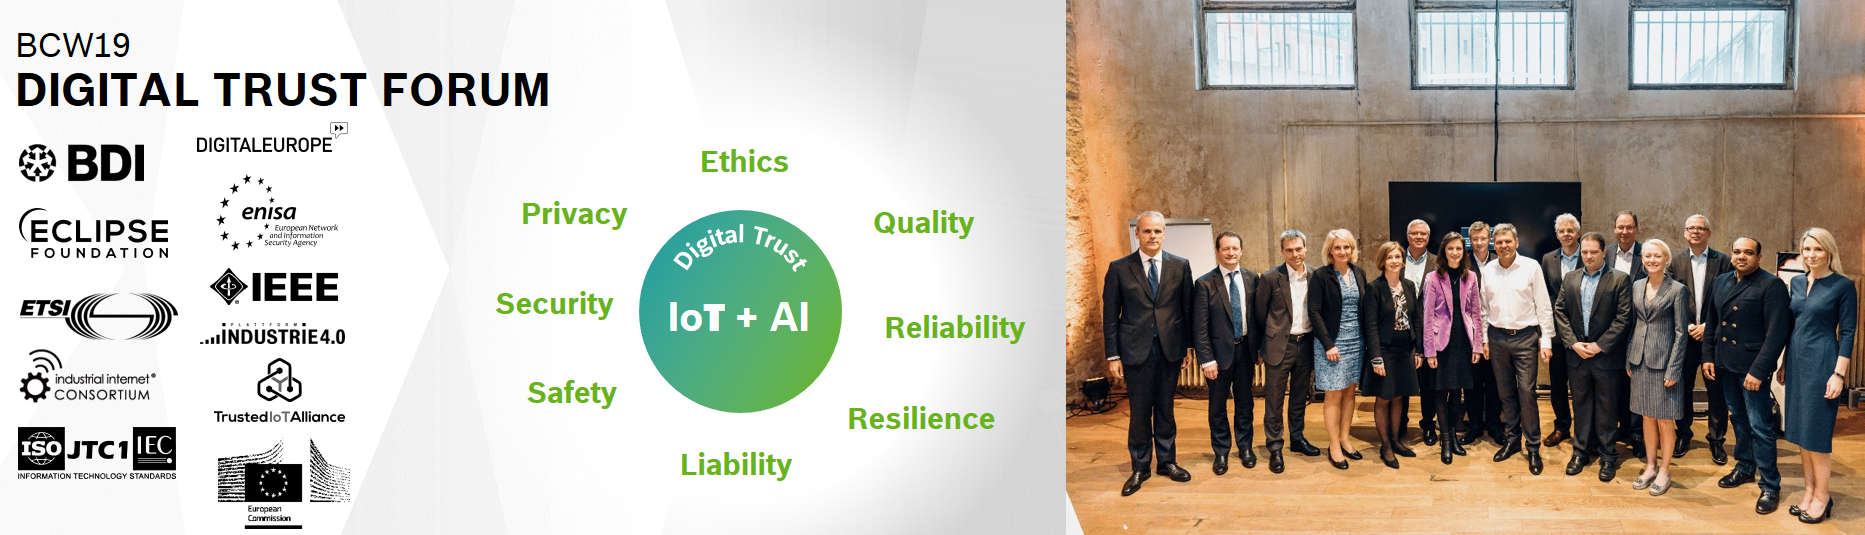 BCW19
DIGITAL TRUST FORUM
BDI
DIGITALEUROPE
enisa
European Network
and Information
Security Agency
ECLIPSE
FOUNDATION
IEEE
ETSI
PLATTFORM
INDUSTRIE4.0
industrial internet®
CONSORTIUM
TrustedIoTAlliance
ISO JTC1 IEC
INFORMATION TECHNOLOGY STANDARDS
European
Commission
Ethics
Privacy
Quality
Digital Trust
IoT + AI
Security
Reliability
Safety
Resilience
Liability